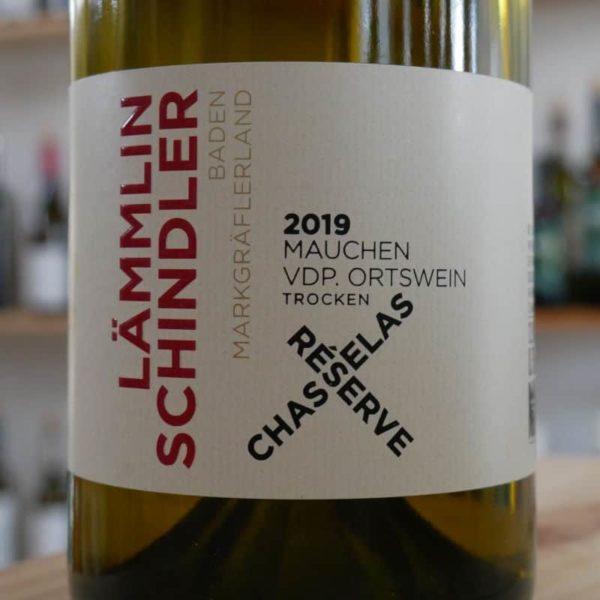 LÄMMLIN
SCHINDLER
BADEN
MARKGRÄFLERLAND
2019
MAUCHEN
VDP. ORTSWEIN
TROCKEN
CHASSELAS
RÉSERVE